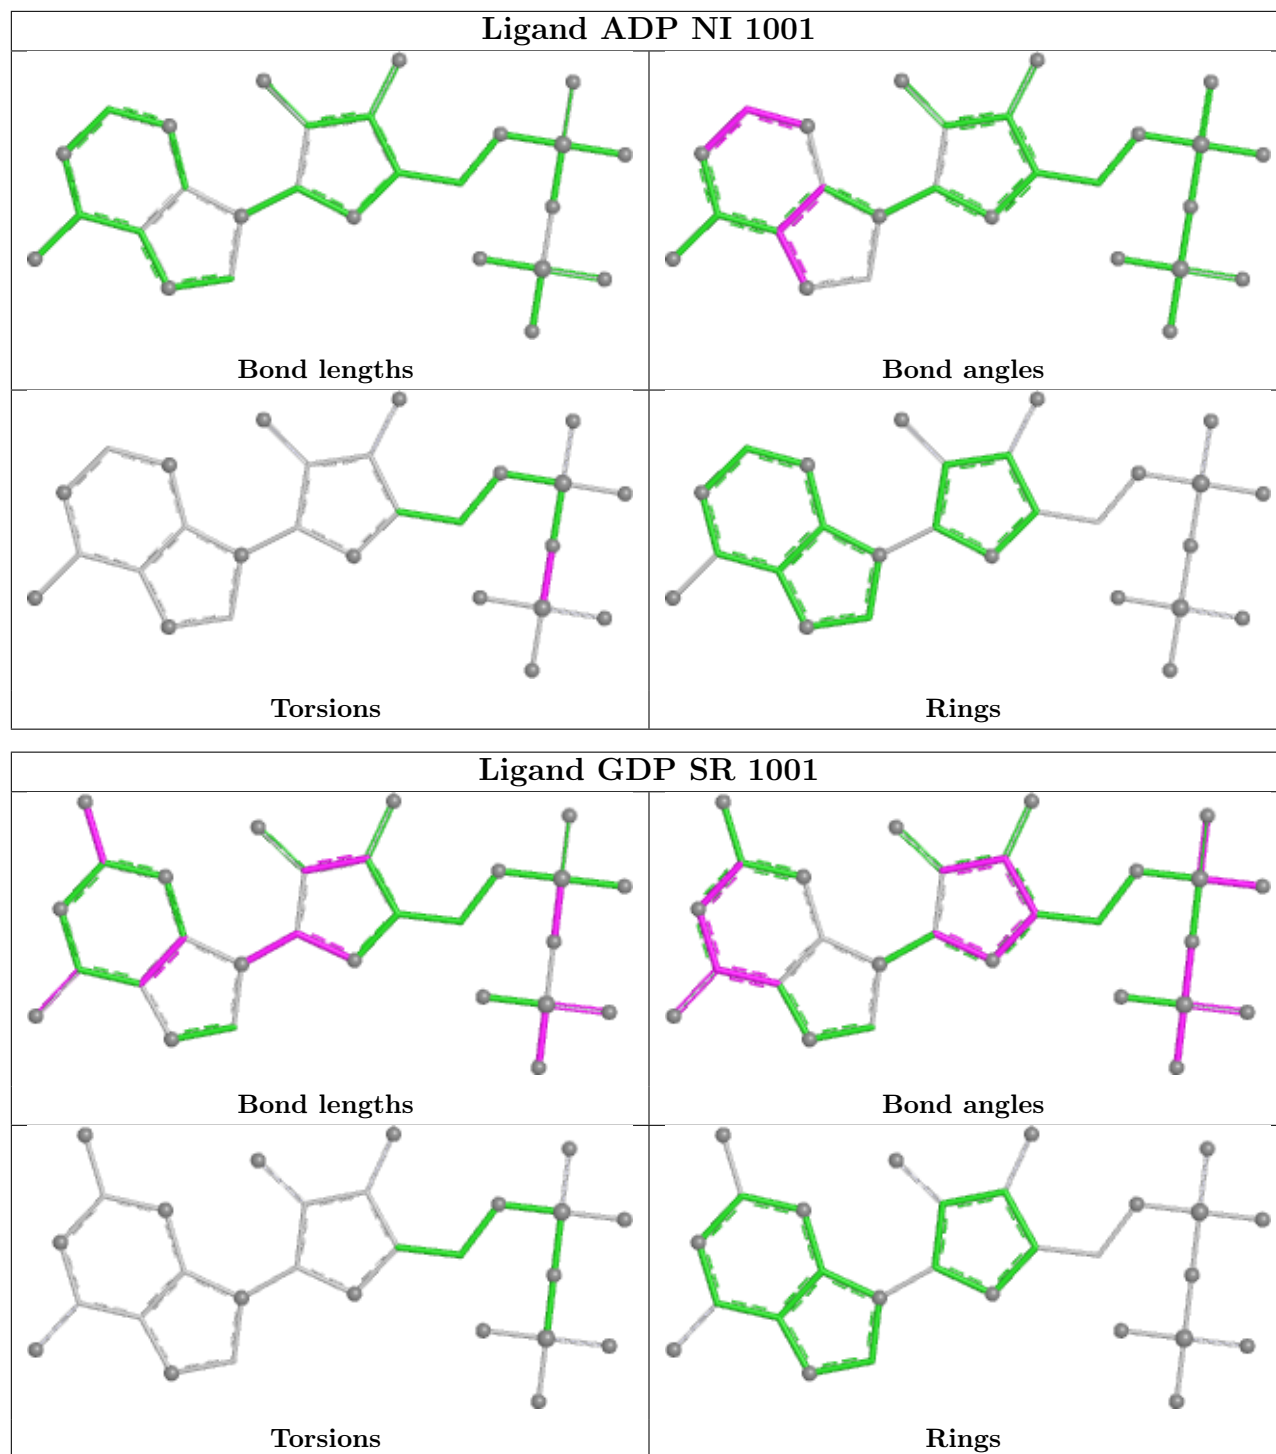 Ligand ADP NI 1001
Bond lengths
Bond angles
Torsions
Rings
Ligand GDP SR 1001
Bond lengths
Bond angles
Torsions
Rings